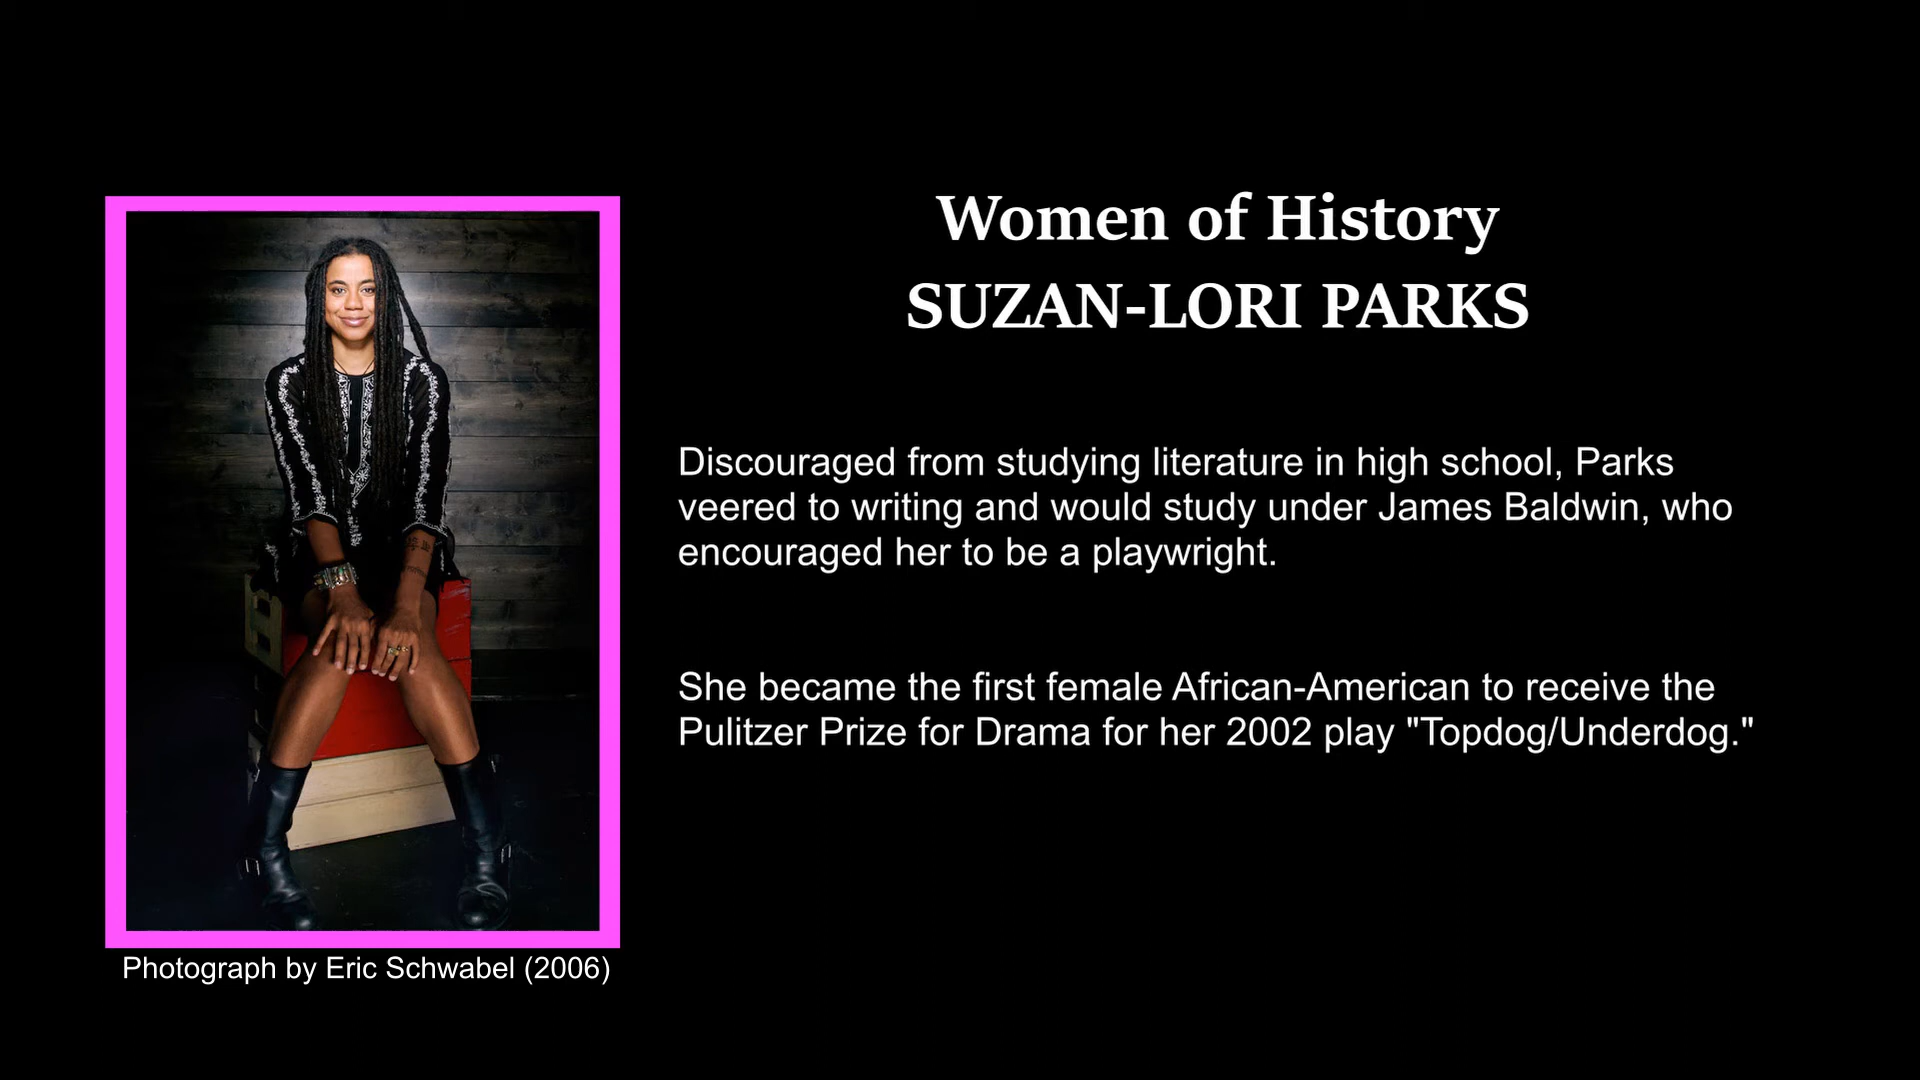 Women of History
SUZAN-LORI PARKS
Discouraged from studying literature in high school, Parks
veered to writing and would study under James Baldwin, who
encouraged her to be a playwright.
She became the first female African-American to receive the
Pulitzer Prize for Drama for her 2002 play "Topdog/Underdog."
Photograph by Eric Schwabel (2006)